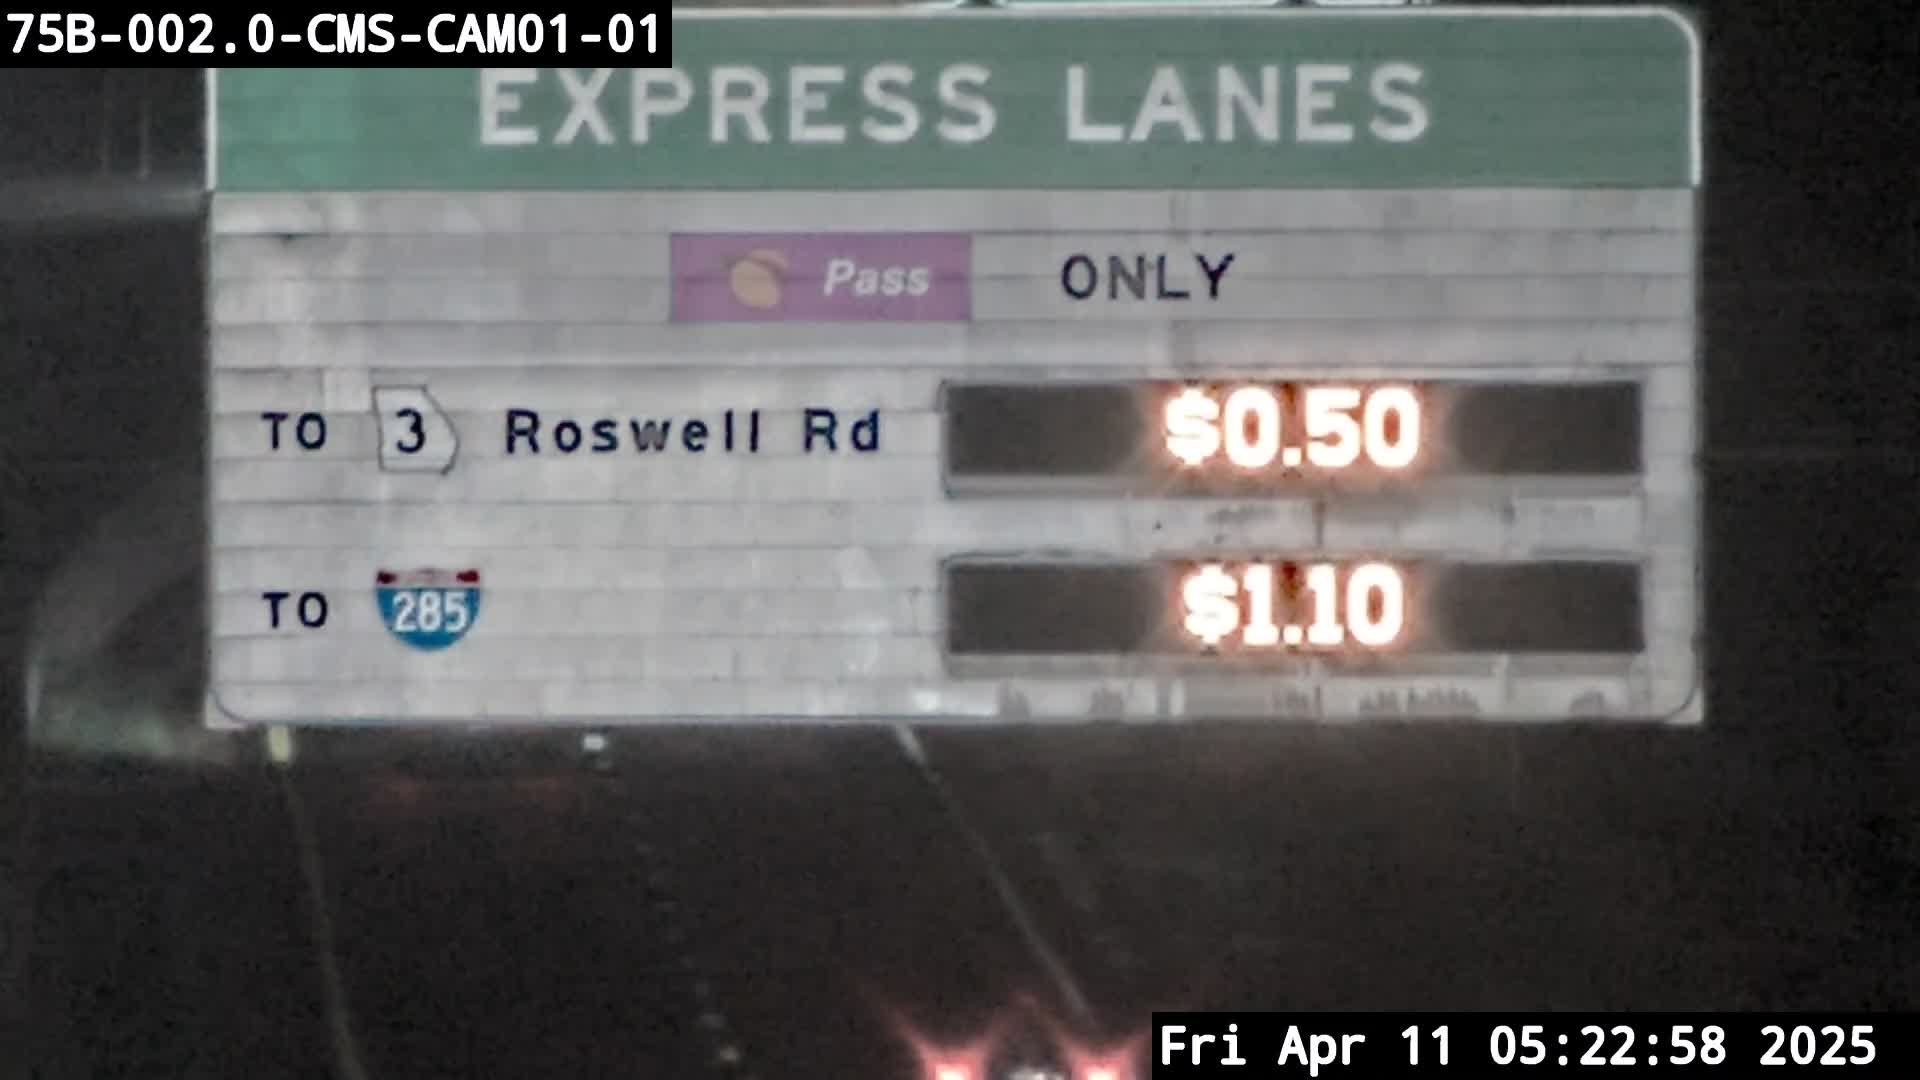 75B-002.0-CMS-CAM01-01
EXPRESS LANES
Pass ONLY
TO 3 Roswell Rd $0.50
TO 285 $1.10
Fri Apr 11 05:22:58 2025